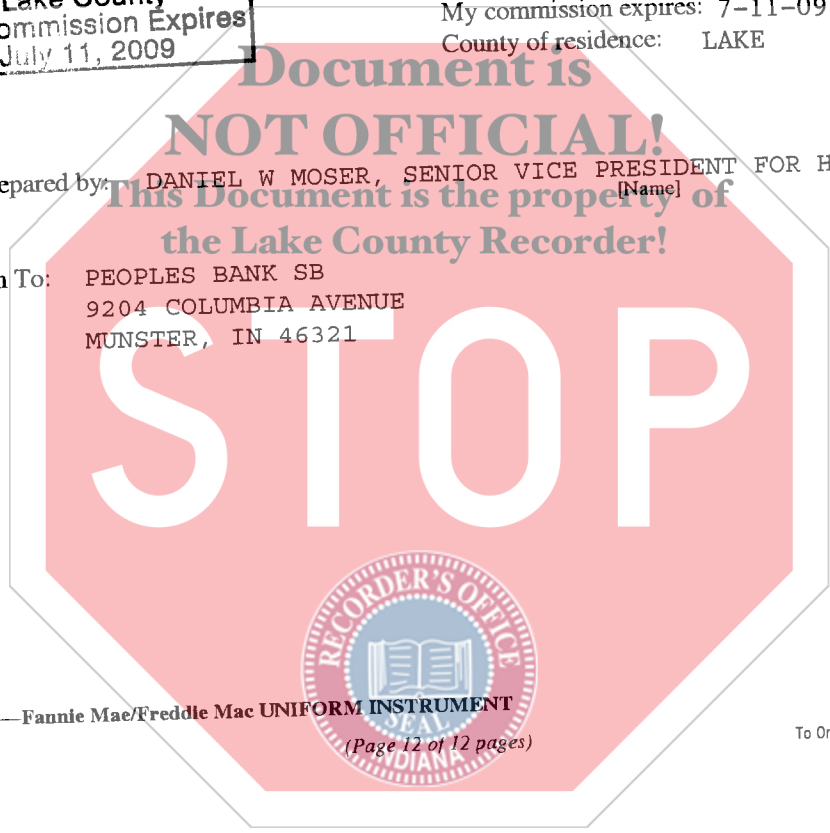 Lake County
ommission Expires
July 11, 2009
My commission expires: 7-11-09
County of residence: LAKE
Document is
NOT OFFICIAL!
epared by: DANIEL W MOSER, SENIOR VICE PRESIDENT FOR H
[Name]
This Document is the property of
the Lake County Recorder!
n To: PEOPLES BANK SB
9204 COLUMBIA AVENUE
MUNSTER, IN 46321
STOP
RECORDER'S OFFICE
SEAL
INDIANA
—Fannie Mae/Freddie Mac UNIFORM INSTRUMENT
(Page 12 of 12 pages)
To Or